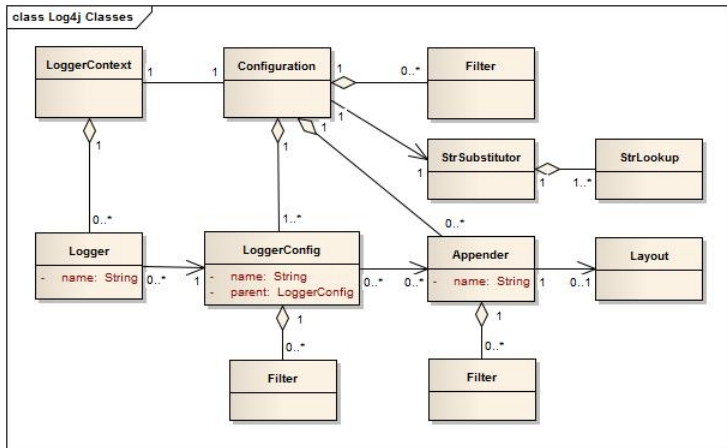 class Log4j Classes
LoggerContext
1
1
Configuration
1
0..*
Filter
1
1
1
1
1
StrSubstitutor
1
1..*
StrLookup
0..*
1..*
0..*
Logger
- name: String
0..*
1
LoggerConfig
- name: String
- parent: LoggerConfig
0..*
0..*
Appender
- name: String
1
0..1
Layout
1
0..*
Filter
1
0..*
Filter